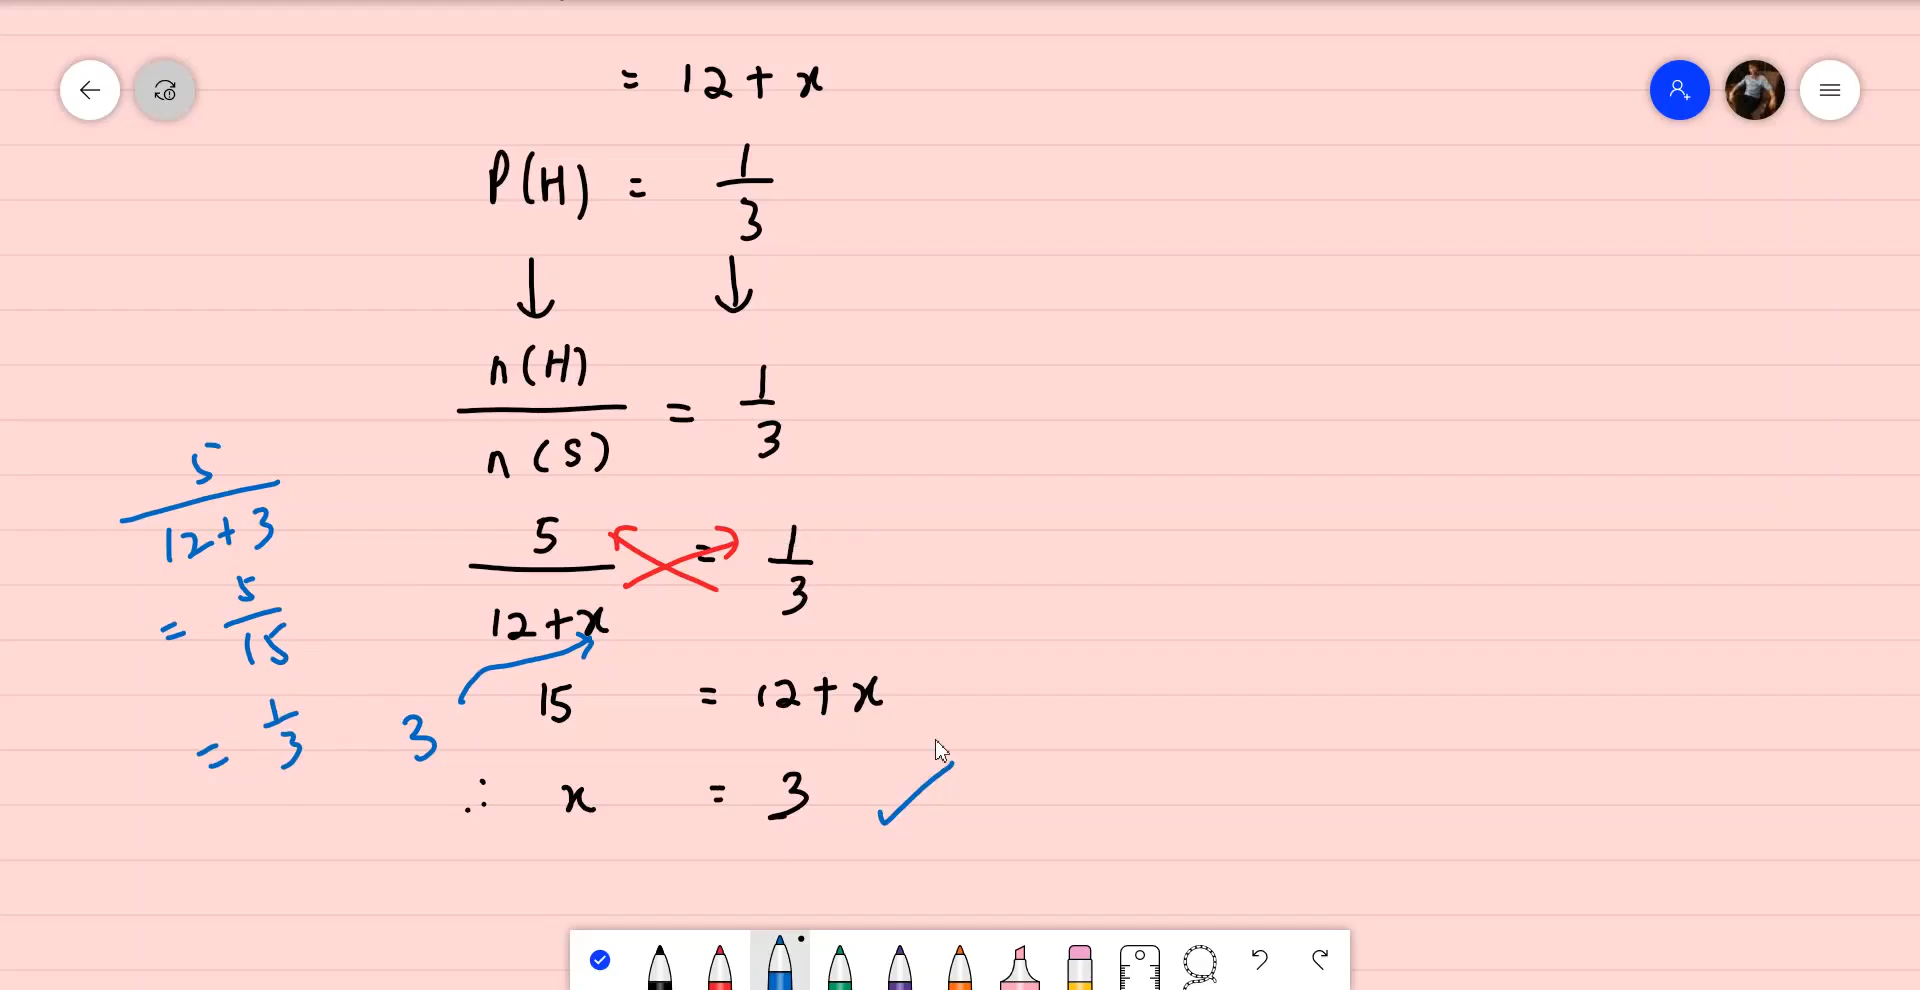 = 12 + x
P(H) = 1/3
↓ ↓
n(H)/n(S) = 1/3
5/(12 + x) = 1/3
15 = 12 + x
∴ x = 3 ✓
5/(12 + 3)
= 5/15
= 1/3
3